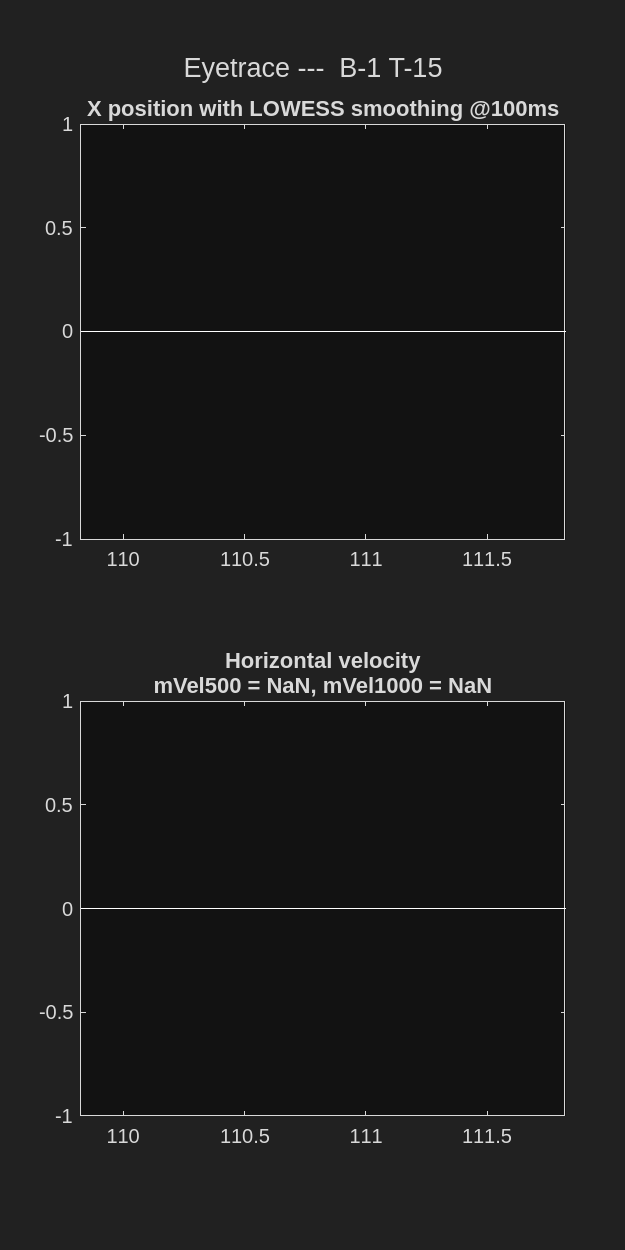 Eyetrace ---  B-1 T-15
X position with LOWESS smoothing @100ms
1
0.5
0
-0.5
-1
110 110.5 111 111.5
Horizontal velocity
mVel500 = NaN, mVel1000 = NaN
1
0.5
0
-0.5
-1
110 110.5 111 111.5